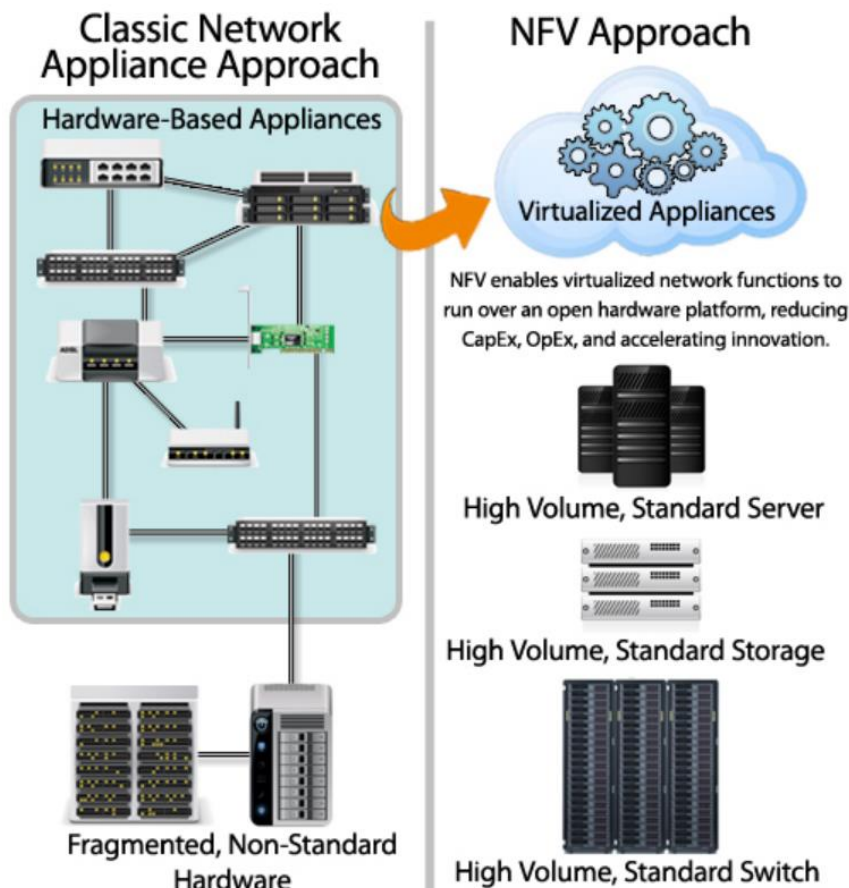 Classic Network
Appliance Approach
Hardware-Based Appliances
ADSL
Fragmented, Non-Standard
Hardware
NFV Approach
Virtualized Appliances
NFV enables virtualized network functions to
run over an open hardware platform, reducing
CapEx, OpEx, and accelerating innovation.
High Volume, Standard Server
High Volume, Standard Storage
High Volume, Standard Switch